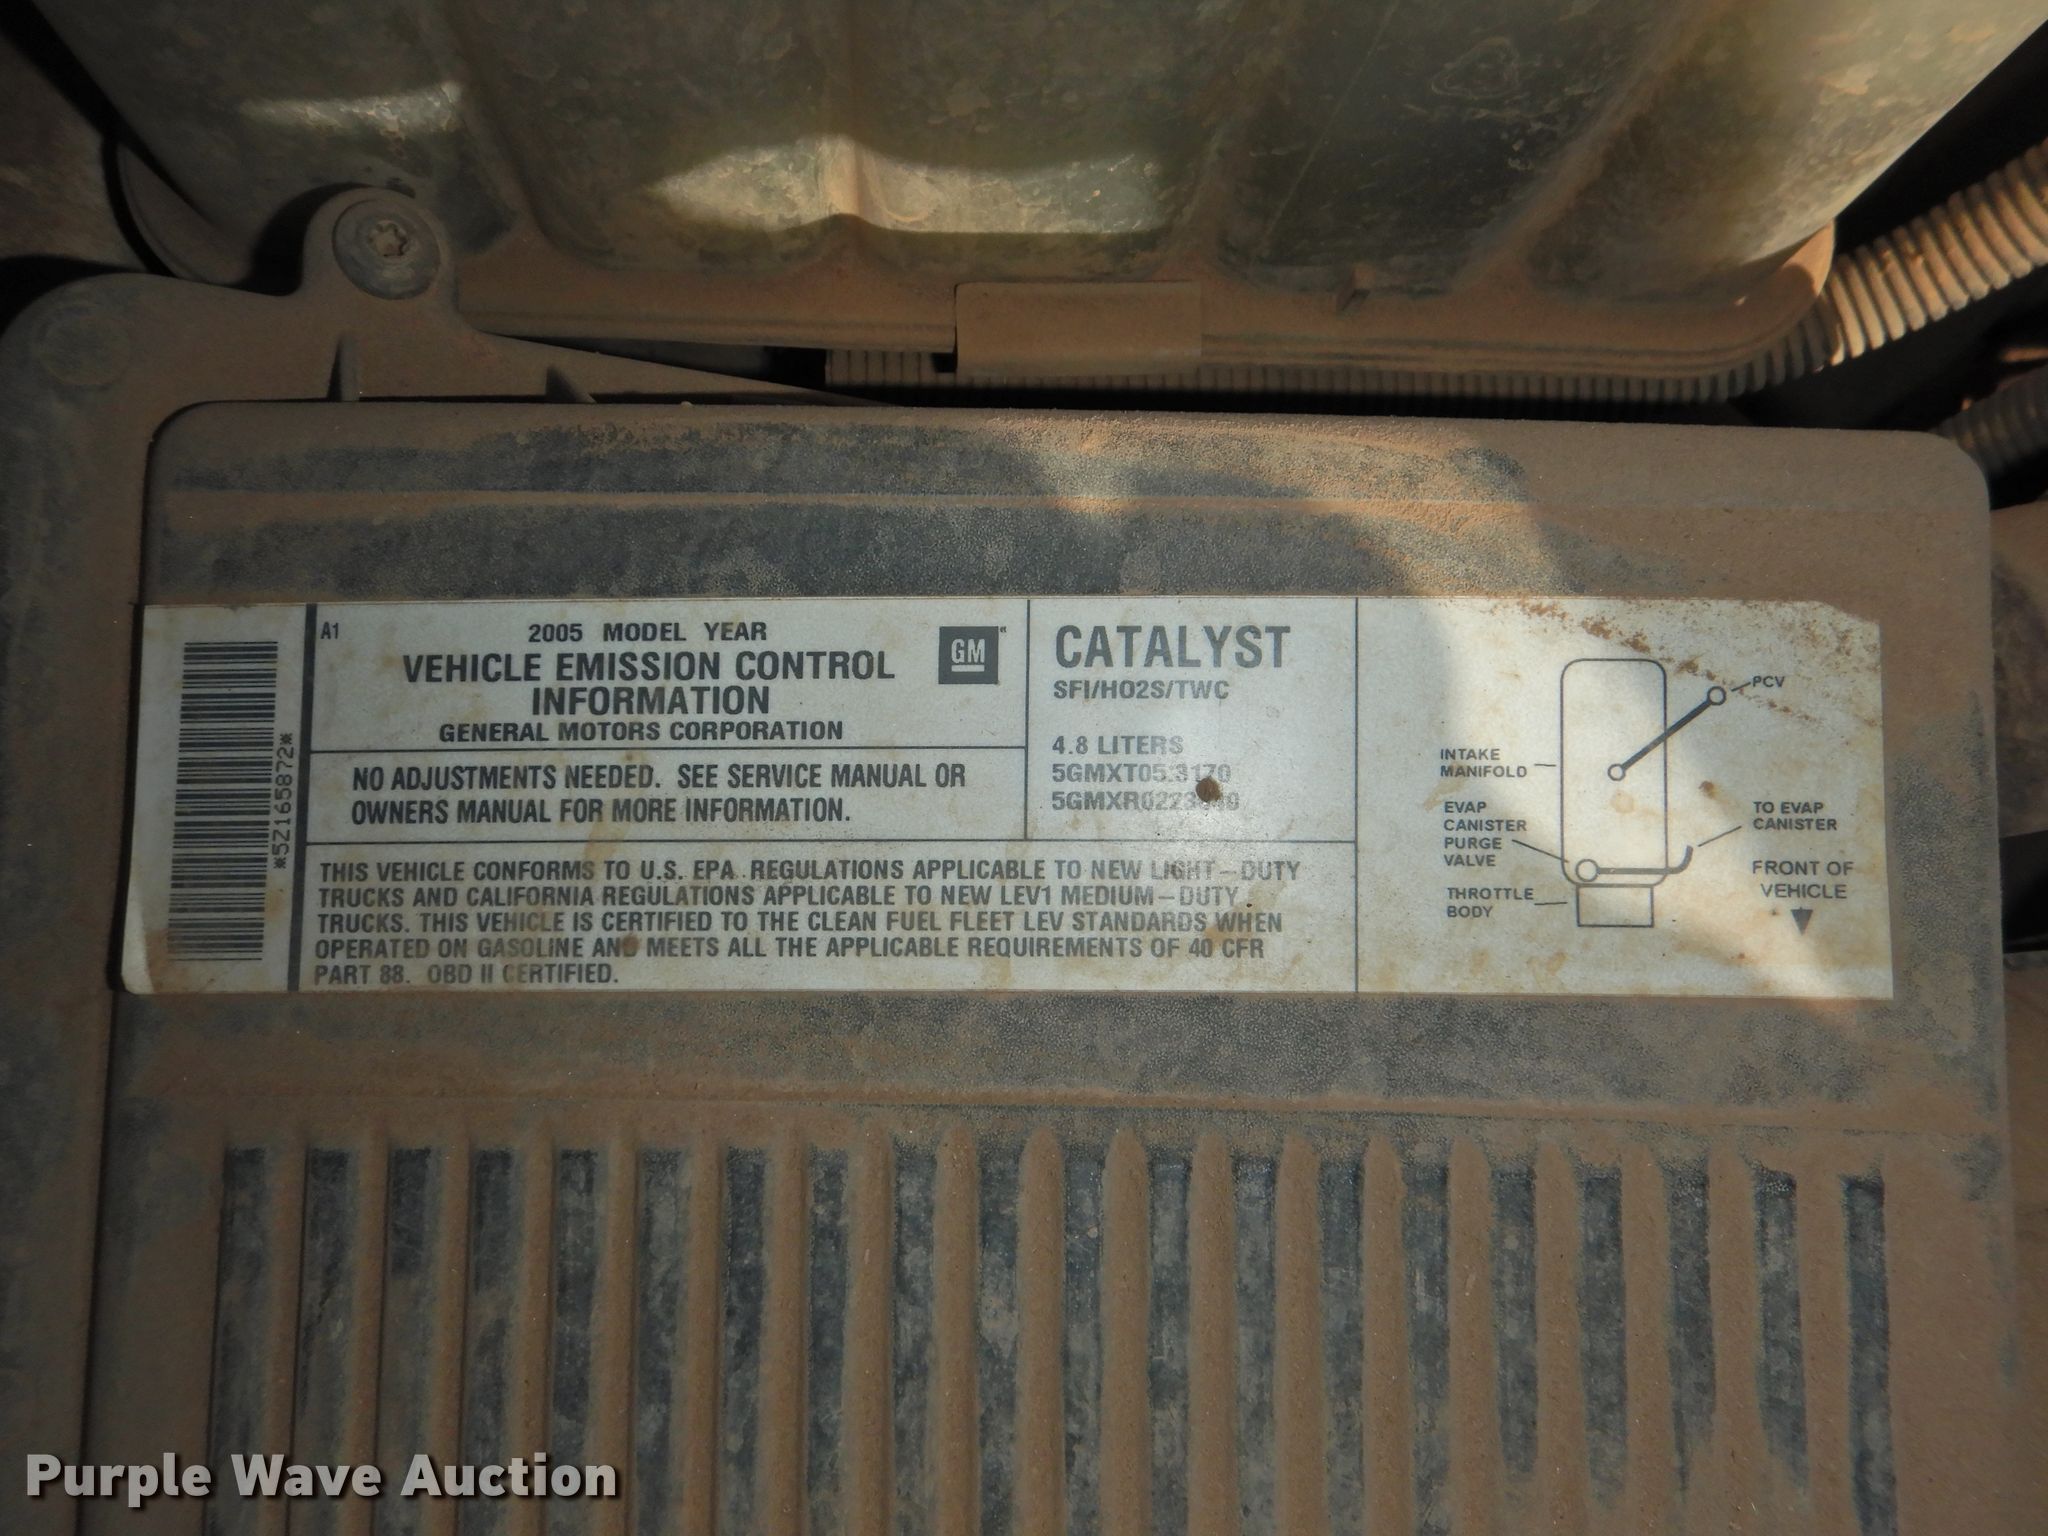 *5Z165872*
A1
2005 MODEL YEAR
VEHICLE EMISSION CONTROL
INFORMATION
GENERAL MOTORS CORPORATION
GM
NO ADJUSTMENTS NEEDED. SEE SERVICE MANUAL OR
OWNERS MANUAL FOR MORE INFORMATION.
CATALYST
SFI/HO2S/TWC
4.8 LITERS
5GMXT05.3170
THIS VEHICLE CONFORMS TO U.S. EPA REGULATIONS APPLICABLE TO NEW LIGHT-DUTY
TRUCKS AND CALIFORNIA REGULATIONS APPLICABLE TO NEW LEV1 MEDIUM-DUTY
TRUCKS. THIS VEHICLE IS CERTIFIED TO THE CLEAN FUEL FLEET LEV STANDARDS WHEN
OPERATED ON GASOLINE AND MEETS ALL THE APPLICABLE REQUIREMENTS OF 40 CFR
PART 88. OBD II CERTIFIED.
PCV
INTAKE
MANIFOLD
EVAP
CANISTER
PURGE
VALVE
THROTTLE
BODY
TO EVAP
CANISTER
FRONT OF
VEHICLE
Purple Wave Auction